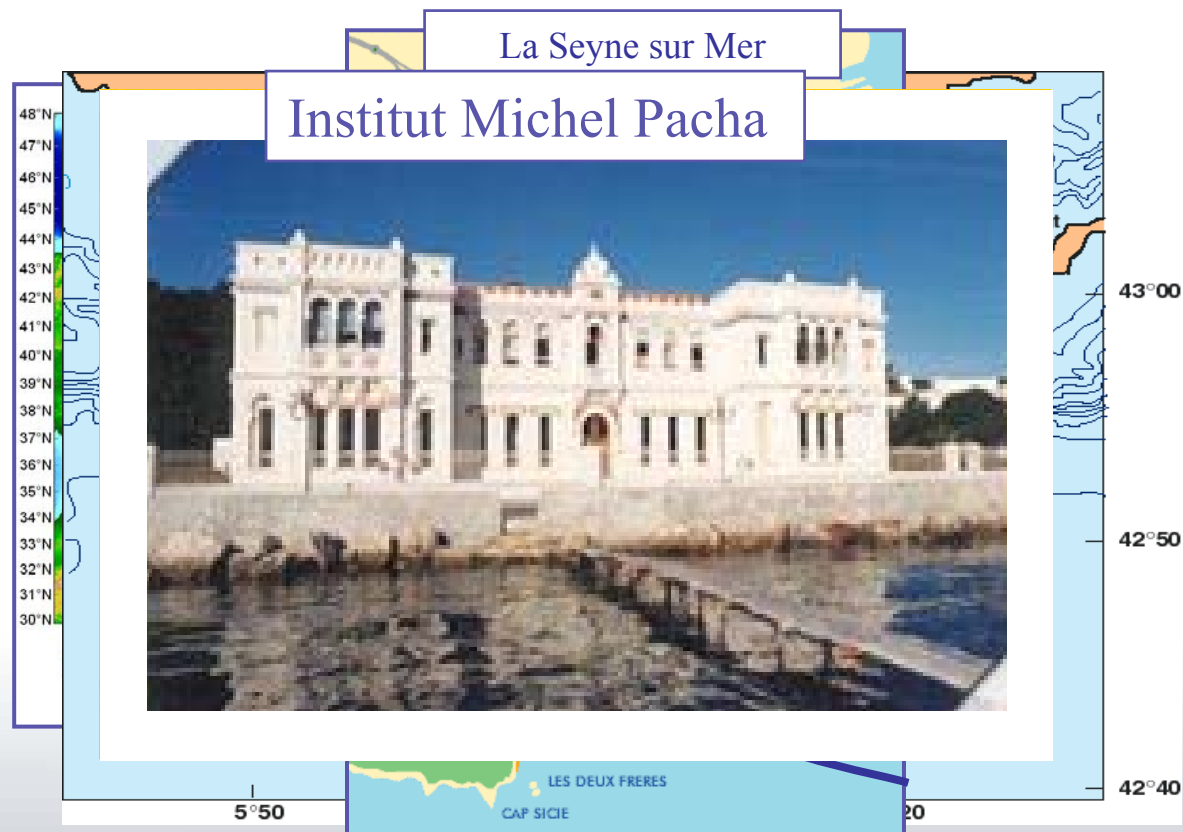 La Seyne sur Mer
Institut Michel Pacha
48°N
47°N
46°N
45°N
44°N
43°N
42°N
41°N
40°N
39°N
38°N
37°N
36°N
35°N
34°N
33°N
32°N
31°N
30°N
t
43°00
42°50
42°40
5°50
20
LES DEUX FRERES
CAP SICIE